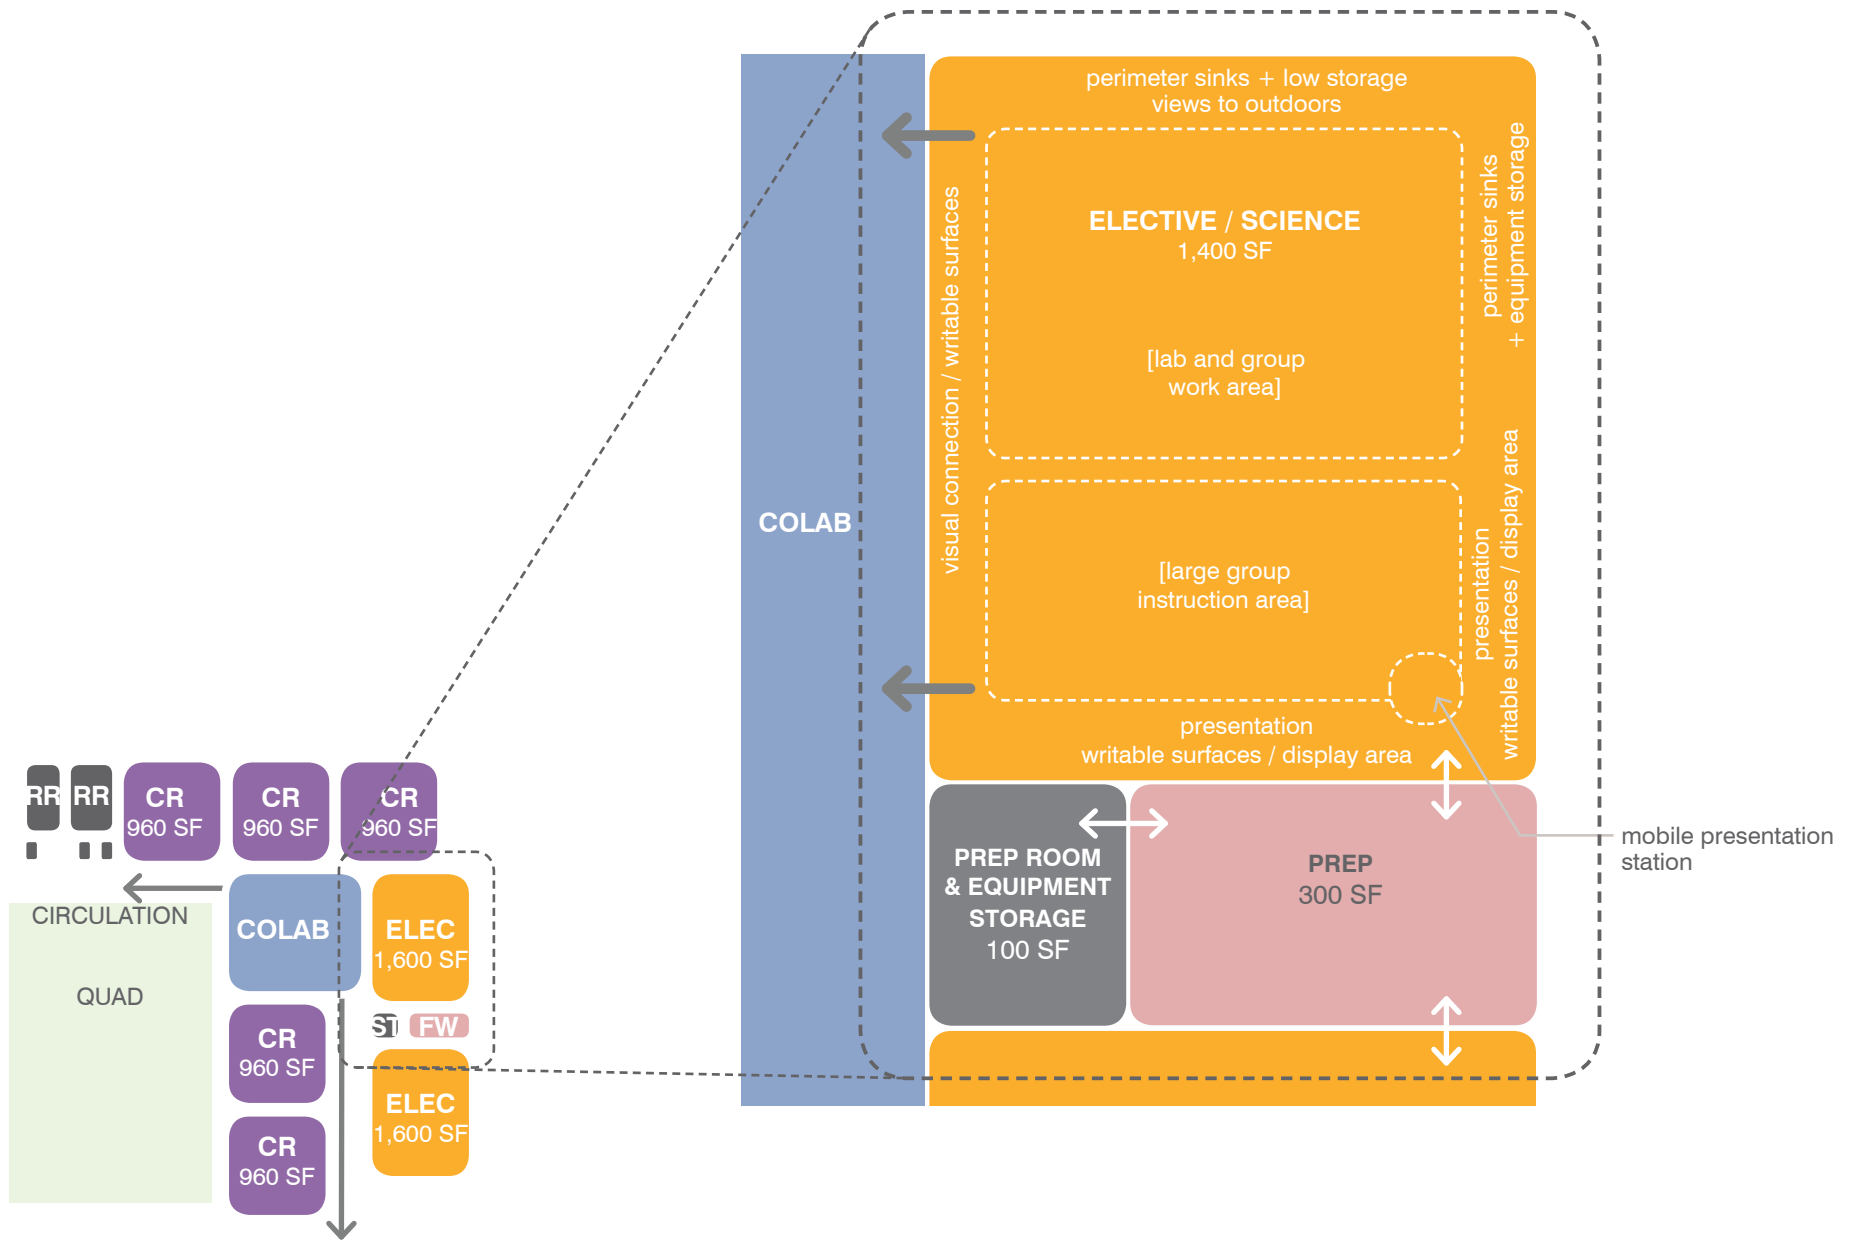 perimeter sinks + low storage
views to outdoors
perimeter sinks
+ equipment storage
ELECTIVE / SCIENCE
1,400 SF
visual connection / writable surfaces
[lab and group
work area]
COLAB
[large group
instruction area]
presentation
writable surfaces / display area
presentation
writable surfaces / display area
mobile presentation
station
PREP ROOM
& EQUIPMENT
STORAGE
100 SF
PREP
300 SF
RR
RR
CR
960 SF
CR
960 SF
CR
960 SF
CIRCULATION
QUAD
COLAB
ELEC
1,600 SF
ST
FW
CR
960 SF
ELEC
1,600 SF
CR
960 SF